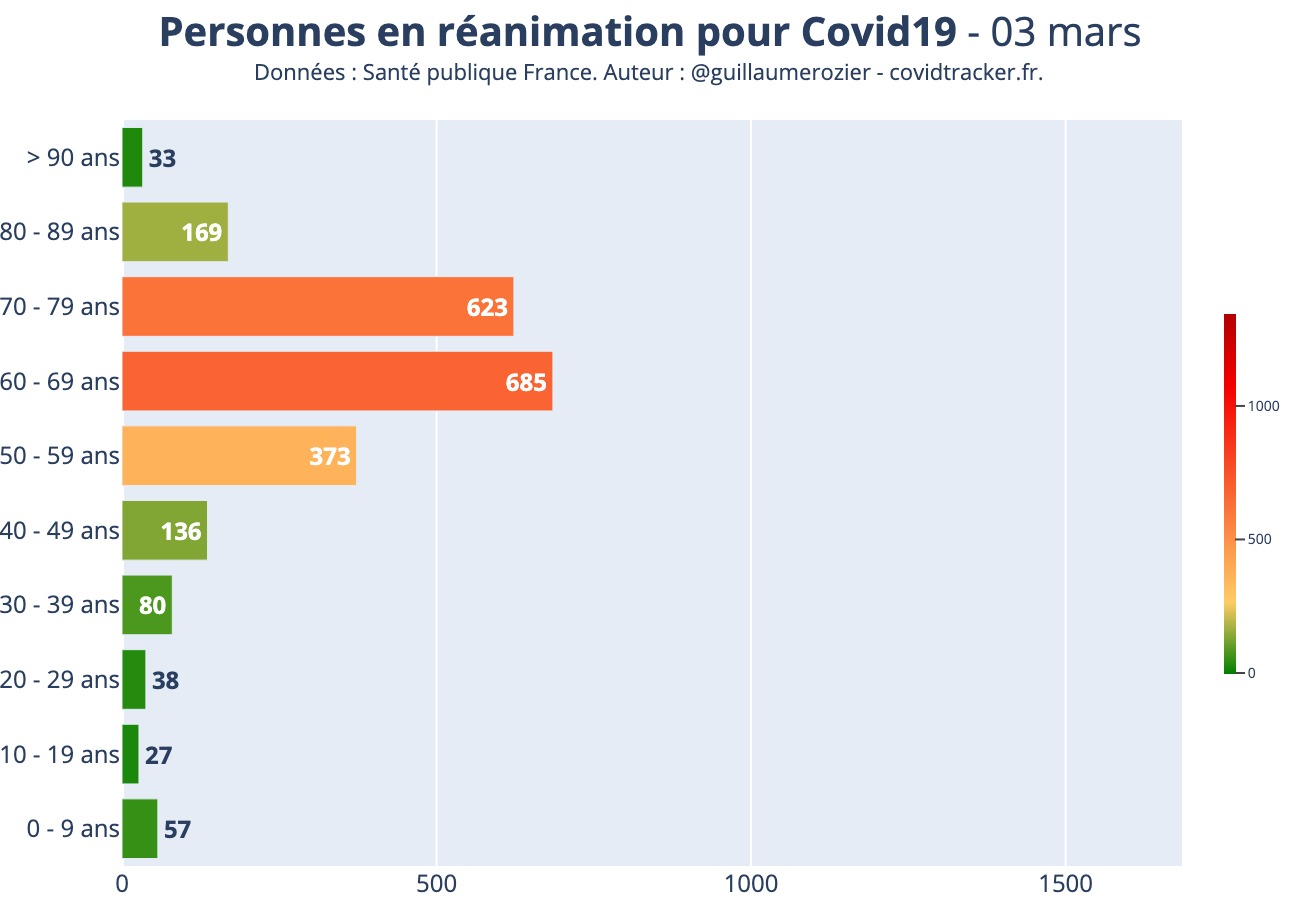 Personnes en réanimation pour Covid19 - 03 mars
Données : Santé publique France. Auteur : @guillaumerozier - covidtracker.fr.
> 90 ans 33
80 - 89 ans 169
70 - 79 ans 623
60 - 69 ans 685
50 - 59 ans 373
40 - 49 ans 136
30 - 39 ans 80
20 - 29 ans 38
10 - 19 ans 27
0 - 9 ans 57
0 500 1000 1500
1000
500
0